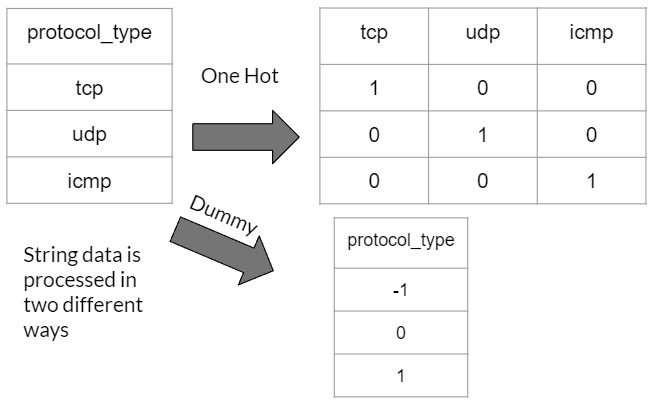 protocol_type
tcp
udp
icmp
One Hot
tcp udp icmp
1 0 0
0 1 0
0 0 1
Dummy
String data is
processed in
two different
ways
protocol_type
-1
0
1